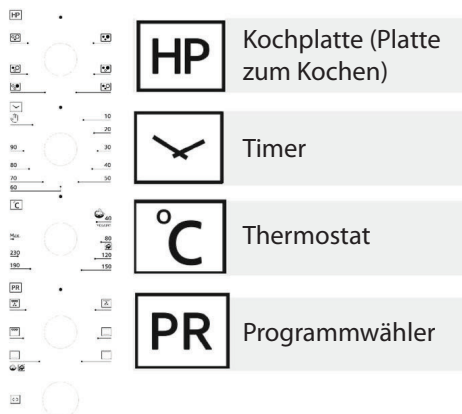 HP
HP
Kochplatte (Platte
zum Kochen)
10
20
90
30
80
40
70
50
60
Timer
°C
Max.
40
80
230
120
190
150
°C
Thermostat
PR
PR
Programmwähler